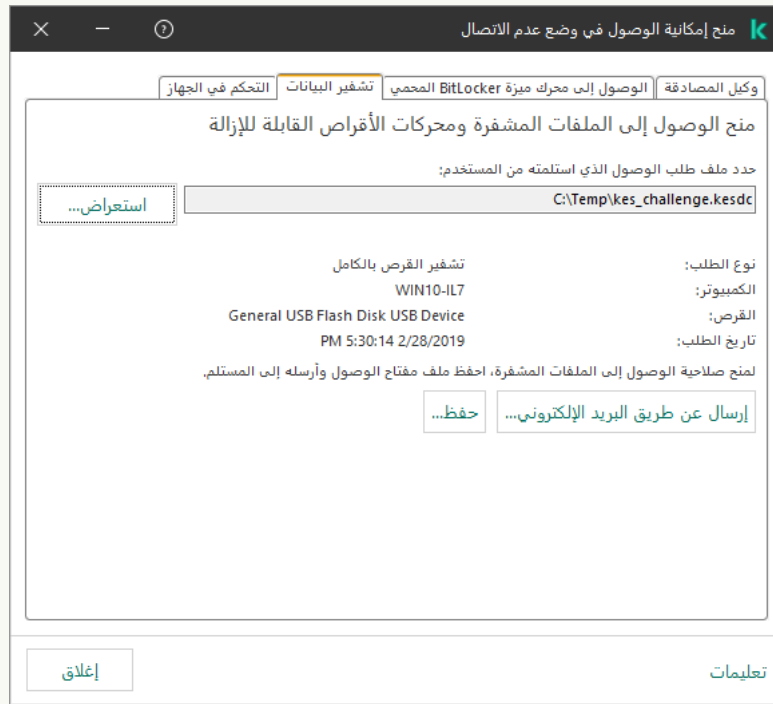 منح إمكانية الوصول في وضع عدم الاتصال
وكيل المصادقة الوصول إلى محرك ميزة BitLocker المحمي تشفير البيانات التحكم في الجهاز
منح الوصول إلى الملفات المشفرة ومحركات الأقراص القابلة للإزالة
حدد ملف طلب الوصول الذي استلمته من المستخدم:
C:\Temp\kes_challenge.kesdc استعراض...
نوع الطلب: تشفير القرص بالكامل
الكمبيوتر: WIN10-IL7
القرص: General USB Flash Disk USB Device
تاريخ الطلب: PM 5:30:14 2/28/2019
لمنح صلاحية الوصول إلى الملفات المشفرة، احفظ ملف مفتاح الوصول وأرسله إلى المستلم.
إرسال عن طريق البريد الإلكتروني... حفظ...
تعليمات إغلاق